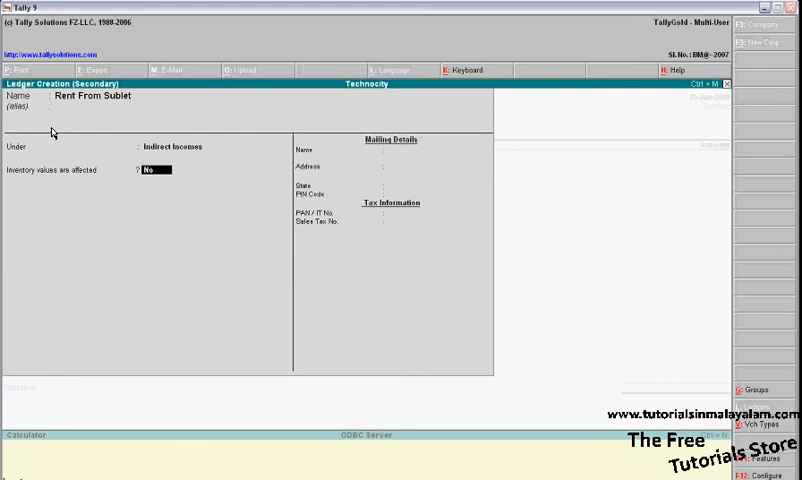 Tally 9
(c) Tally Solutions FZ-LLC, 1988-2006
TallyGold - Multi-User
F3: Company
http://www.tallysolutions.com
Sl. No.: BM@~2007
F3: New Cmp
P: Print
E: Export
M: E-Mail
O: Upload
L: Language
K: Keyboard
H: Help
Ledger Creation (Secondary)
Technocity
Ctrl + M
Name : Rent From Sublet
(alias) :
Under : Indirect Incomes
Inventory values are affected ? No
Mailing Details
Name :
Address :
State :
PIN Code :
Tax Information
PAN / IT No. :
Sales Tax No. :
Amount
Narration
G: Groups
www.tutorialsinmalayalam.com
V: Vch Types
Calculator
ODBC Server
Ctrl + N
The Free
Tutorials Store
Features
F12: Configure